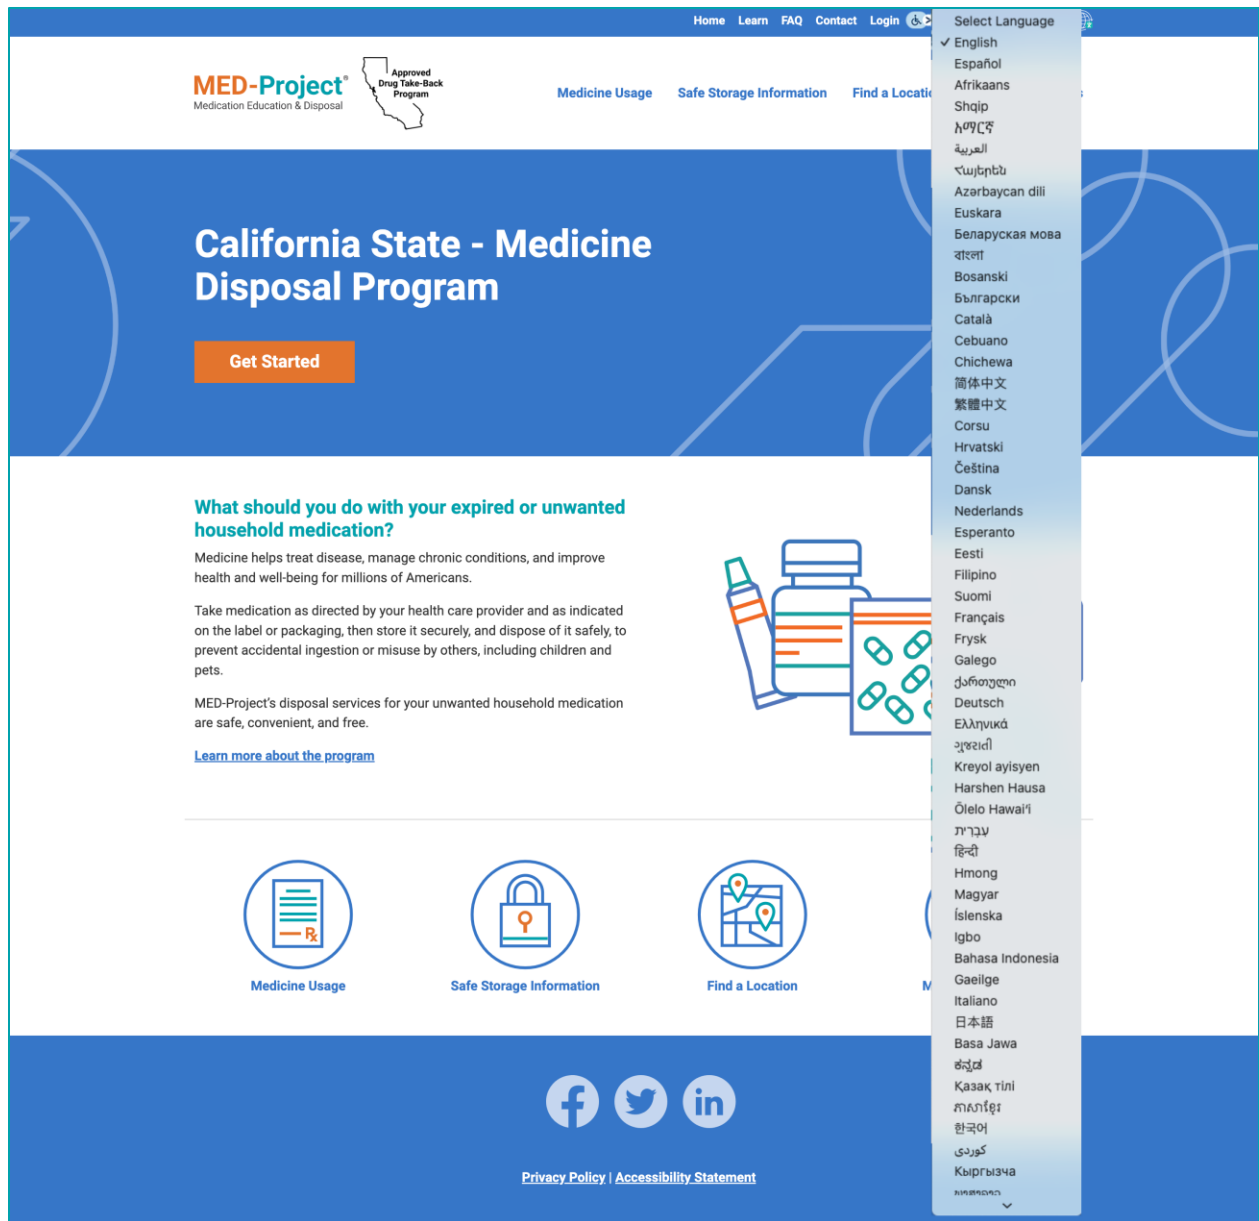 Home Learn FAQ Contact Login
MED-Project®
Medication Education & Disposal
Approved
Drug Take-Back
Program
Medicine Usage Safe Storage Information Find a
California State - Medicine
Disposal Program
Get Started
What should you do with your expired or unwanted
household medication?
Medicine helps treat disease, manage chronic conditions, and improve
health and well-being for millions of Americans.
Take medication as directed by your health care provider and as indicated
on the label or packaging, then store it securely, and dispose of it safely, to
prevent accidental ingestion or misuse by others, including children and
pets.
MED-Project's disposal services for your unwanted household medication
are safe, convenient, and free.
Learn more about the program
Rx
Medicine Usage
Safe Storage Information
Find a Location
Privacy Policy | Accessibility Statement
Select Language
✓ English
Español
Afrikaans
Shqip
አማርኛ
العربية
Հայերեն
Azərbaycan dili
Euskara
Беларуская мова
বাংলা
Bosanski
Български
Català
Cebuano
Chichewa
简体中文
繁體中文
Corsu
Hrvatski
Čeština
Dansk
Nederlands
Esperanto
Eesti
Filipino
Suomi
Français
Frysk
Galego
ქართული
Deutsch
Ελληνικά
ગુજરાતી
Kreyol ayisyen
Harshen Hausa
Ōlelo Hawaiʻi
עִבְרִית
हिन्दी
Hmong
Magyar
Íslenska
Igbo
Bahasa Indonesia
Gaeilge
Italiano
日本語
Basa Jawa
ಕನ್ನಡ
Қазақ тілі
ភាសាខ្មែរ
한국어
كوردی
Кыргызча